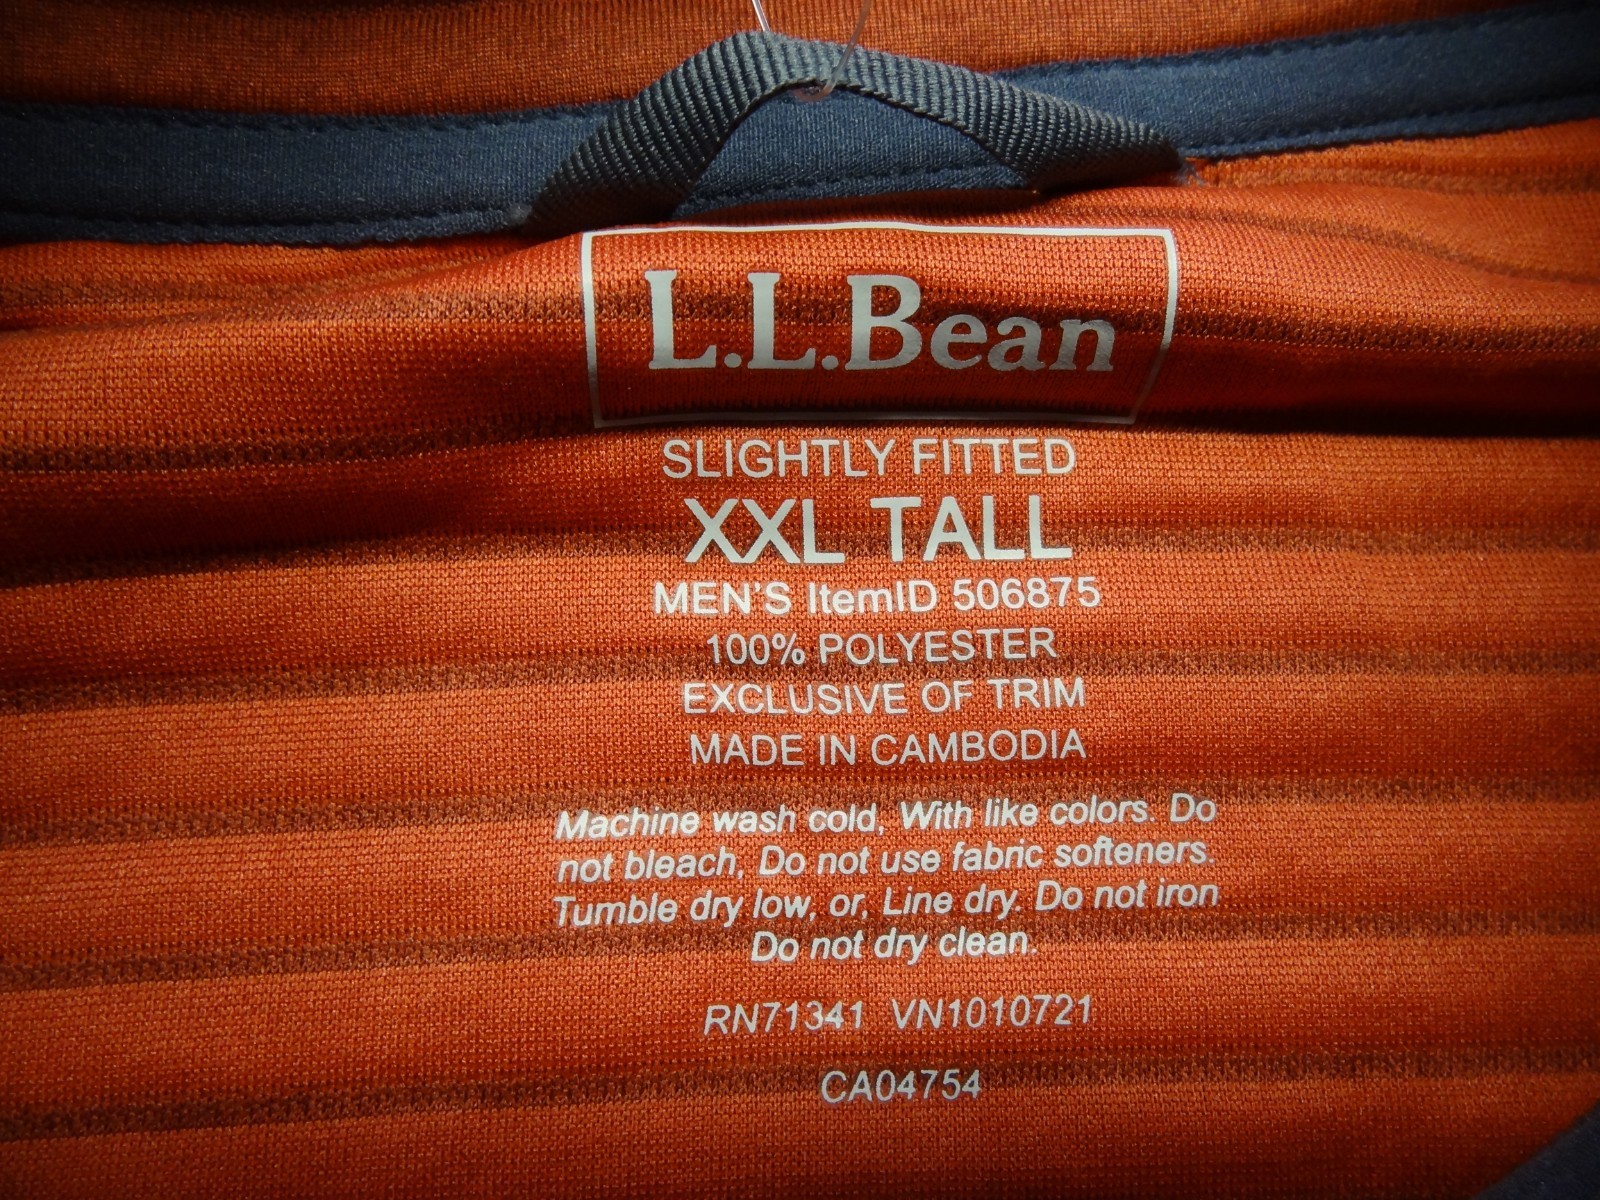 L.L.Bean
SLIGHTLY FITTED
XXL TALL
MEN'S ItemID 506875
100% POLYESTER
EXCLUSIVE OF TRIM
MADE IN CAMBODIA
Machine wash cold, With like colors. Do
not bleach, Do not use fabric softeners.
Tumble dry low, or, Line dry. Do not iron
Do not dry clean.
RN71341 VN1010721
CA04754